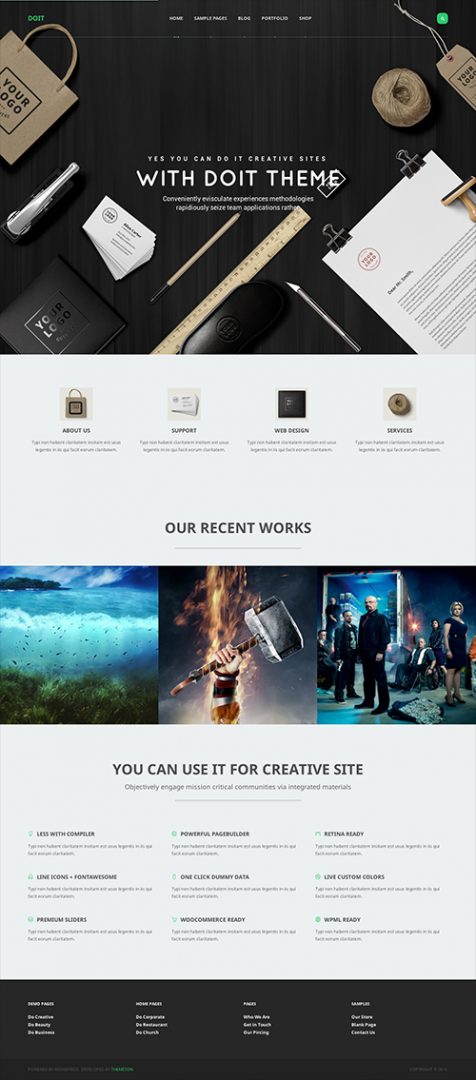 DOIT
HOME SAMPLE PAGES BLOG PORTFOLIO SHOP
YOUR
LOGO
YES YOU CAN DO IT CREATIVE SITES
WITH DOIT THEME
Conveniently evisculate experiences methodologies
rapidiously seize team applications rather.
YOUR
LOGO
Dear Mr. Smith,
YOUR
LOGO
YOUR
LOGO
YOUR
LOGO
ABOUT US
Typi non habent claritatem insitam est usus
legentis in iis qui facit eorum claritatem.
SUPPORT
Typi non habent claritatem insitam est usus
legentis in iis qui facit eorum claritatem.
WEB DESIGN
Typi non habent claritatem insitam est usus
legentis in iis qui facit eorum claritatem.
SERVICES
Typi non habent claritatem insitam est usus
legentis in iis qui facit eorum claritatem.
OUR RECENT WORKS
YOU CAN USE IT FOR CREATIVE SITE
Objectively engage mission critical communities via integrated materials
LESS WITH COMPILER
Typi non habent claritatem insitam est usus legentis in iis qui
facit eorum claritatem.
POWERFUL PAGEBUILDER
Typi non habent claritatem insitam est usus legentis in iis qui
facit eorum claritatem.
RETINA READY
Typi non habent claritatem insitam est usus legentis in iis qui
facit eorum claritatem.
LINE ICONS + FONTAWESOME
Typi non habent claritatem insitam est usus legentis in iis qui
facit eorum claritatem.
ONE CLICK DUMMY DATA
Typi non habent claritatem insitam est usus legentis in iis qui
facit eorum claritatem.
LIVE CUSTOM COLORS
Typi non habent claritatem insitam est usus legentis in iis qui
facit eorum claritatem.
PREMIUM SLIDERS
Typi non habent claritatem insitam est usus legentis in iis qui
facit eorum claritatem.
WOOCOMMERCE READY
Typi non habent claritatem insitam est usus legentis in iis qui
facit eorum claritatem.
WPML READY
Typi non habent claritatem insitam est usus legentis in iis qui
facit eorum claritatem.
DEMO PAGES
Do Creative
Do Beauty
Do Business
HOME PAGES
Do Corporate
Do Restaurant
Do Church
PAGES
Who We Are
Get in Touch
Our Pricing
SAMPLES
Our Store
Blank Page
Contact Us
POWERED BY WORDPRESS. DEVELOPED BY THEMETON.
COPYRIGHT ©